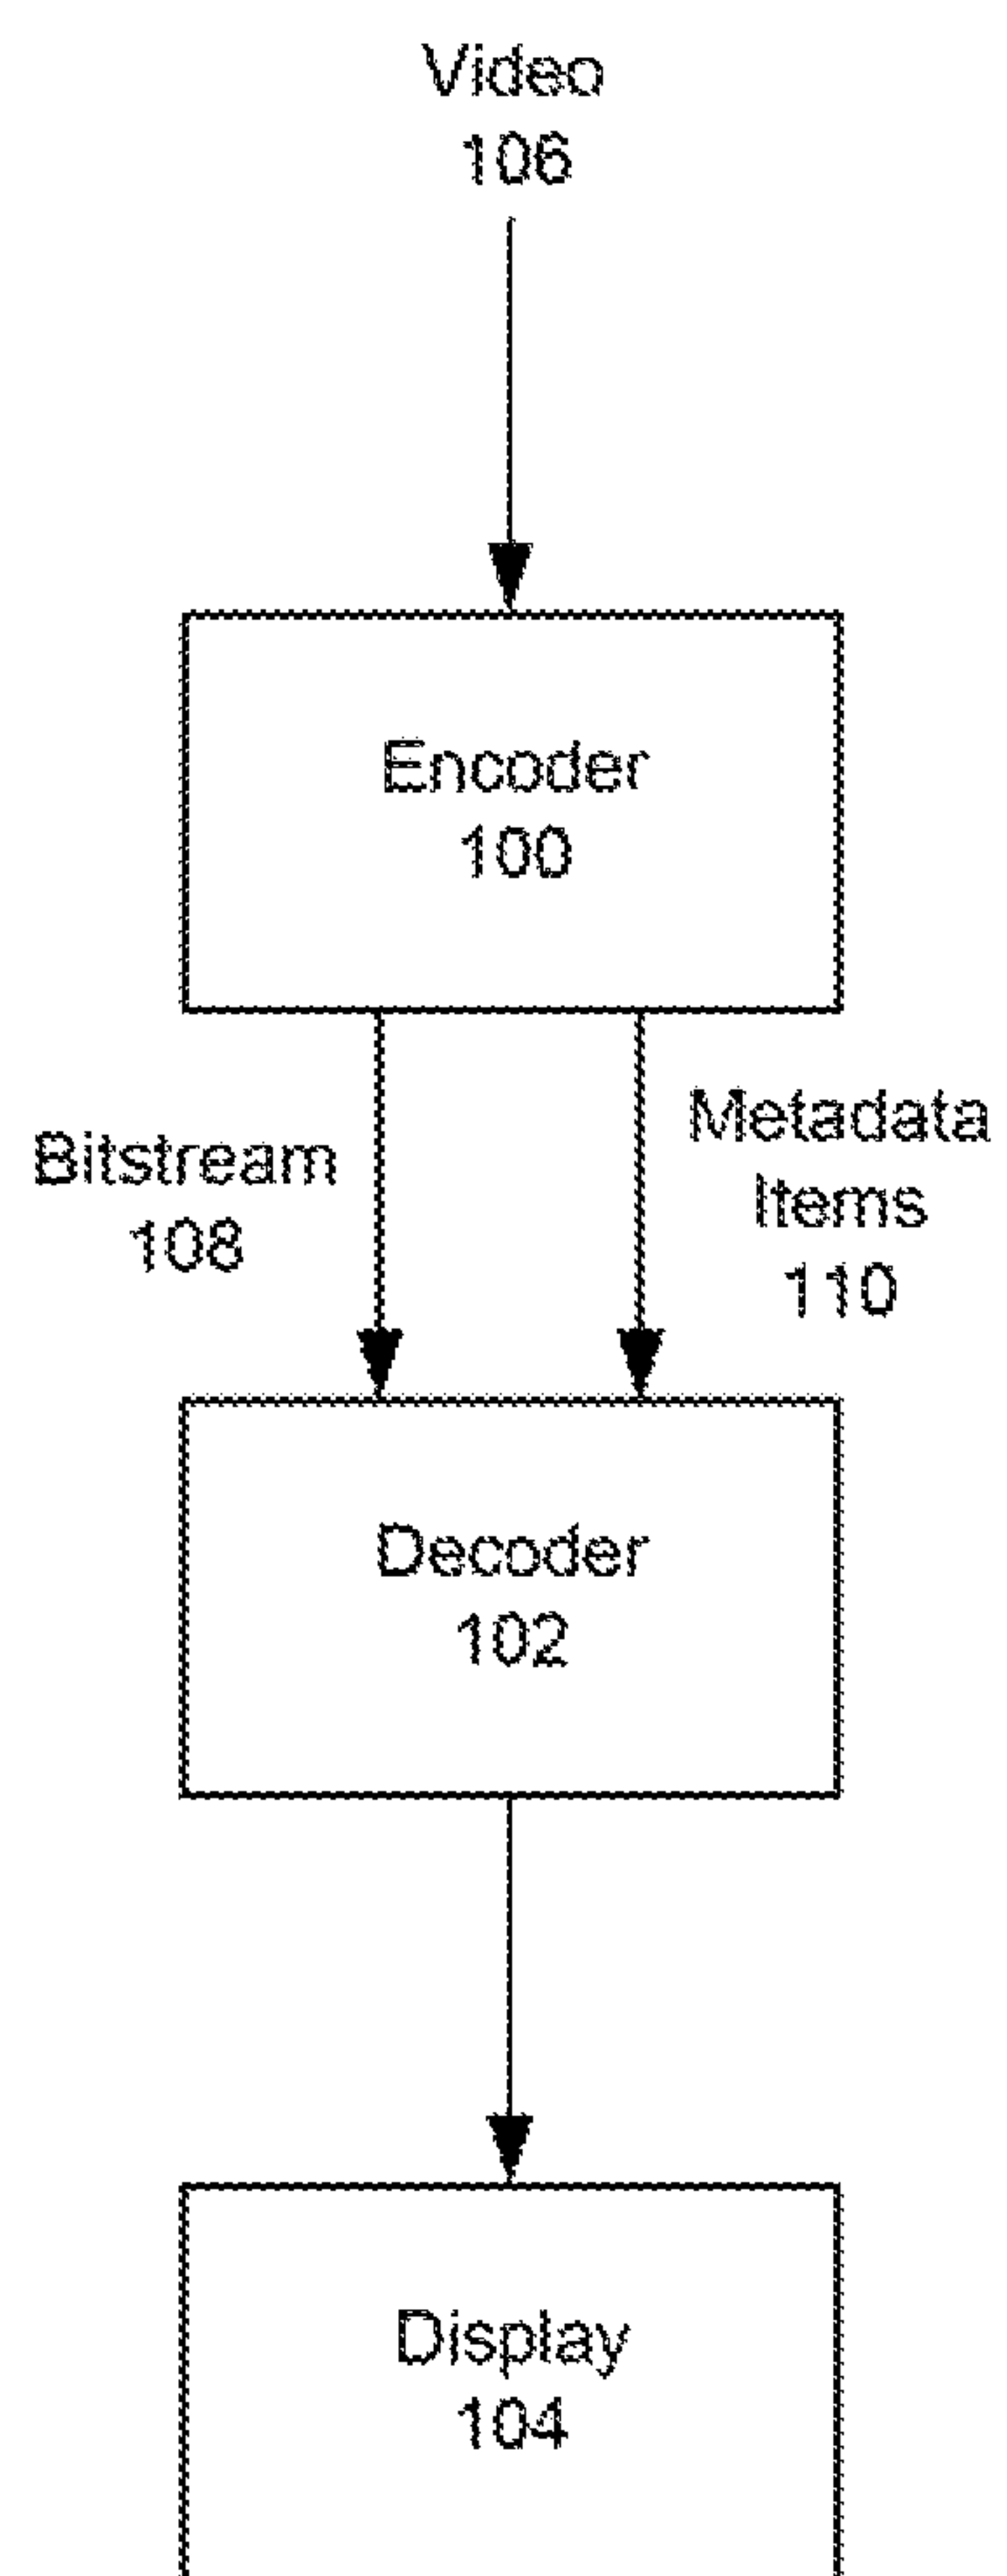 Video
106
Encoder
100
Bitstream
108
Metadata
Items
110
Decoder
102
Display
104